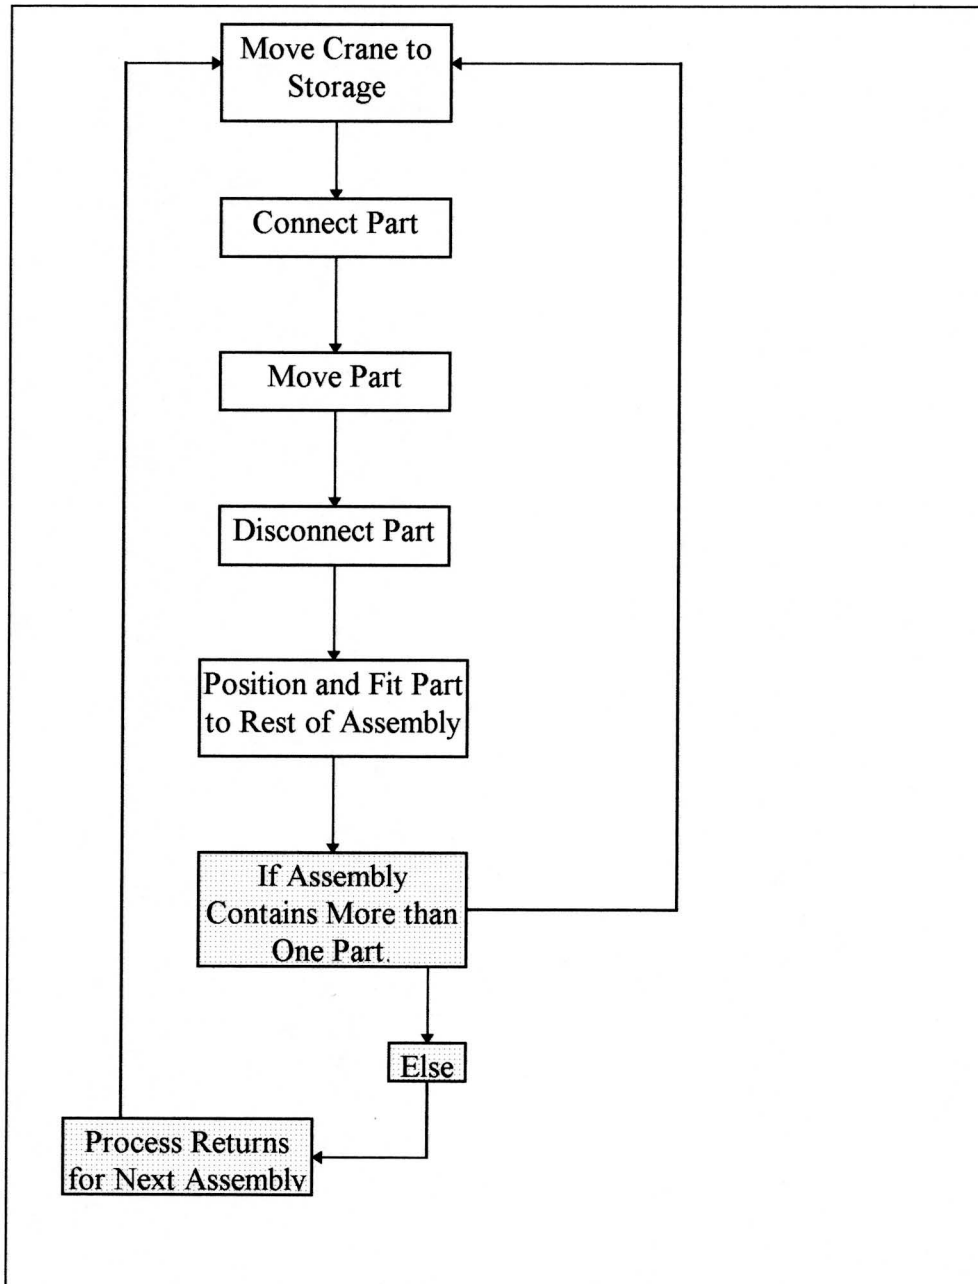 Move Crane to
Storage
Connect Part
Move Part
Disconnect Part
Position and Fit Part
to Rest of Assembly
If Assembly
Contains More than
One Part.
Else
Process Returns
for Next Assembly